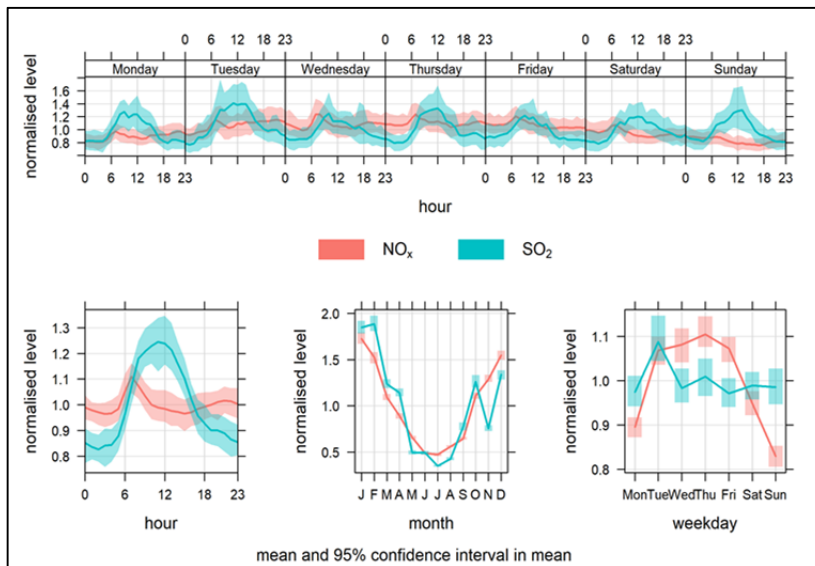 0 6 12 18 23 0 6 12 18 23 0 6 12 18 23
Monday Tuesday Wednesday Thursday Friday Saturday Sunday
normalised level
1.6
1.4
1.2
1.0
0.8
0 6 12 18 23 0 6 12 18 23 0 6 12 18 23 0 6 12 18 23
hour
NOₓ SO₂
normalised level
1.3
1.2
1.1
1.0
0.9
0.8
0 6 12 18 23
hour
normalised level
2.0
1.5
1.0
0.5
J F M A M J J A S O N D
month
normalised level
1.1
1.0
0.9
0.8
Mon Tue Wed Thu Fri Sat Sun
weekday
mean and 95% confidence interval in mean